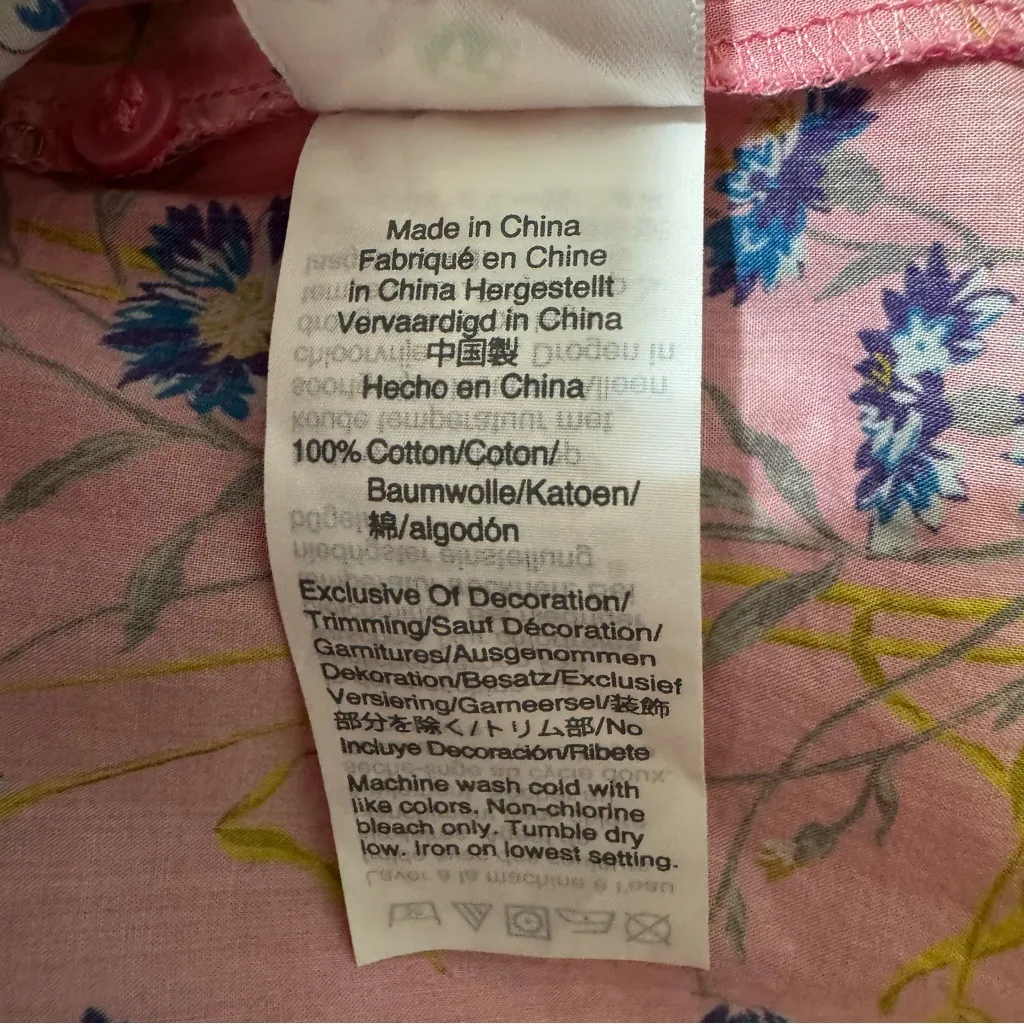 Made in China
Fabriqué en Chine
in China Hergestellt
Vervaardigd in China
中国製
Hecho en China
100% Cotton/Coton/
Baumwolle/Katoen/
綿/algodón
Exclusive Of Decoration/
Trimming/Sauf Décoration/
Garnitures/Ausgenommen
Dekoration/Besatz/Exclusief
Versiering/Garneersel/装飾
部分を除く/トリム部/No
Incluye Decoración/Ribete
Machine wash cold with
like colors. Non-chlorine
bleach only. Tumble dry
low. Iron on lowest setting.